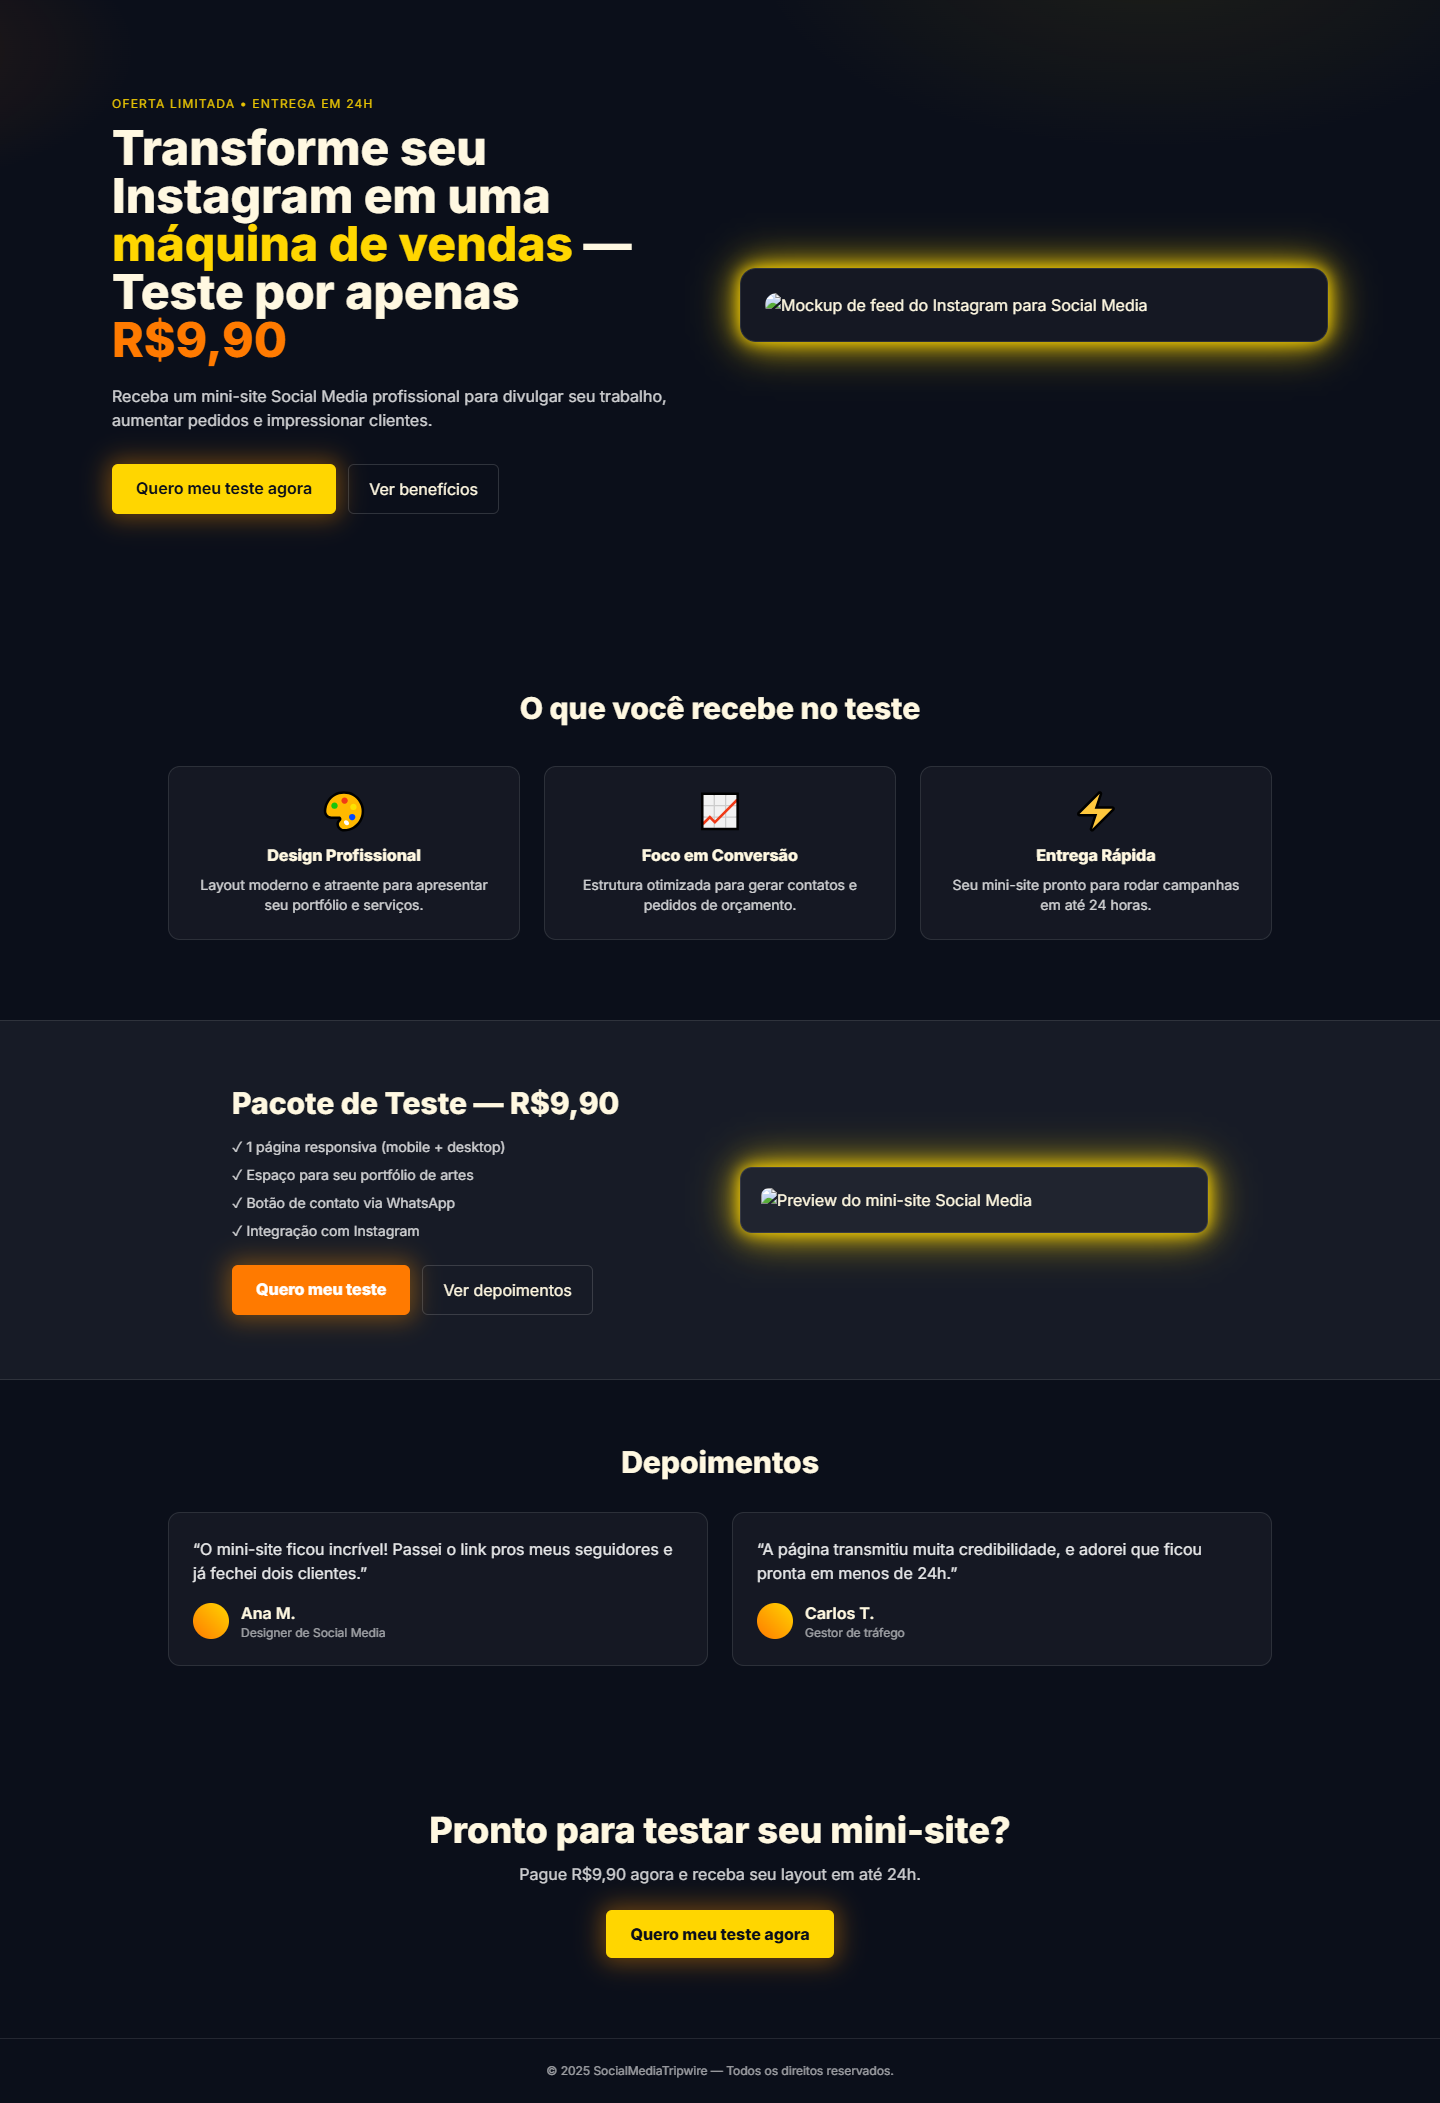 OFERTA LIMITADA • ENTREGA EM 24H
Transforme seu
Instagram em uma
máquina de vendas —
Teste por apenas
R$9,90
Receba um mini-site Social Media profissional para divulgar seu trabalho,
aumentar pedidos e impressionar clientes.
Quero meu teste agora
Ver benefícios
Mockup de feed do Instagram para Social Media
O que você recebe no teste
Design Profissional
Layout moderno e atraente para apresentar
seu portfólio e serviços.
Foco em Conversão
Estrutura otimizada para gerar contatos e
pedidos de orçamento.
Entrega Rápida
Seu mini-site pronto para rodar campanhas
em até 24 horas.
Pacote de Teste — R$9,90
✓ 1 página responsiva (mobile + desktop)
✓ Espaço para seu portfólio de artes
✓ Botão de contato via WhatsApp
✓ Integração com Instagram
Quero meu teste
Ver depoimentos
Preview do mini-site Social Media
Depoimentos
“O mini-site ficou incrível! Passei o link pros meus seguidores e
já fechei dois clientes.”
Ana M.
Designer de Social Media
“A página transmitiu muita credibilidade, e adorei que ficou
pronta em menos de 24h.”
Carlos T.
Gestor de tráfego
Pronto para testar seu mini-site?
Pague R$9,90 agora e receba seu layout em até 24h.
Quero meu teste agora
© 2025 SocialMediaTripwire — Todos os direitos reservados.